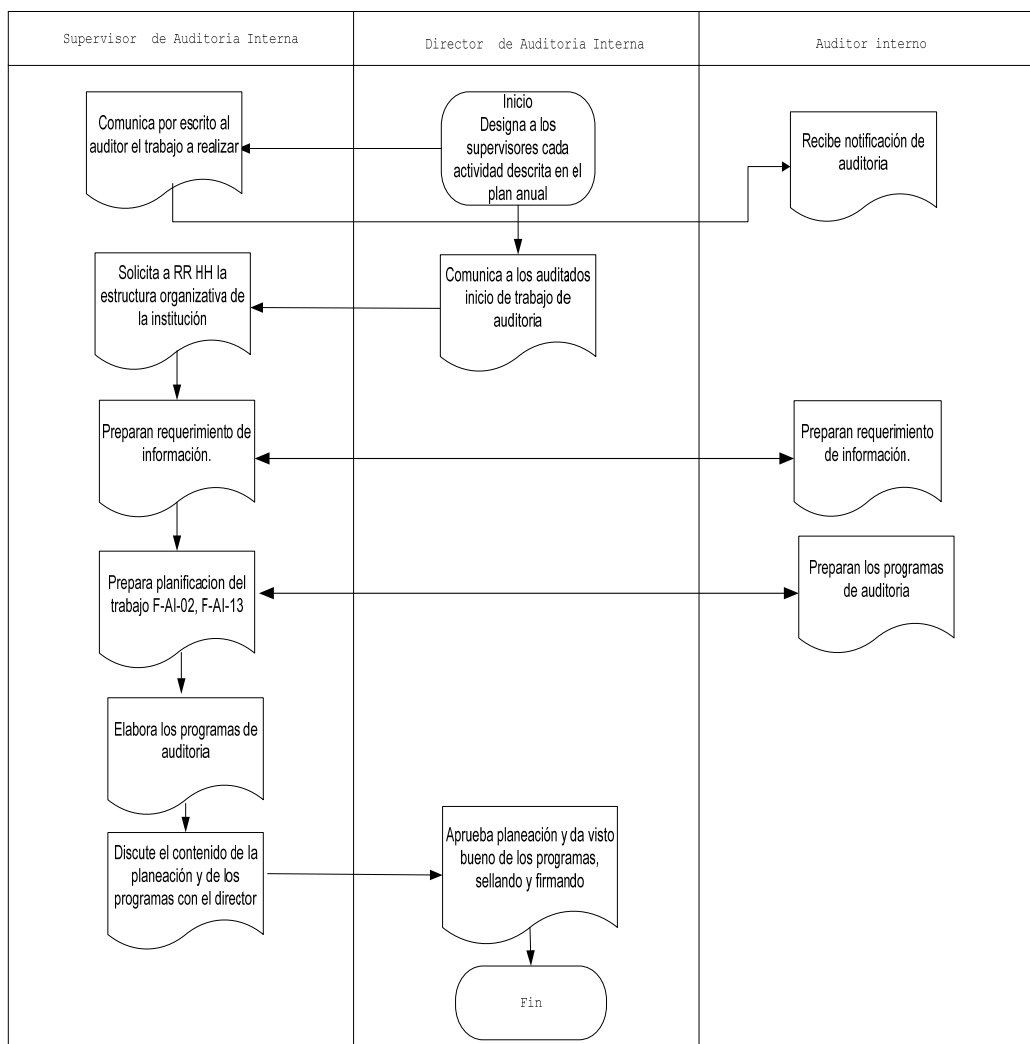 Supervisor de Auditoria Interna
Director de Auditoria Interna
Auditor interno
Comunica por escrito al
auditor el trabajo a realizar
Inicio
Designa a los
supervisores cada
actividad descrita en el
plan anual
Recibe notificación de
auditoria
Solicita a RR HH la
estructura organizativa de
la institución
Comunica a los auditados
inicio de trabajo de
auditoria
Preparan requerimiento de
información.
Preparan requerimiento
de información.
Prepara planificacion del
trabajo F-AI-02, F-AI-13
Preparan los programas
de auditoria
Elabora los programas de
auditoria
Discute el contenido de la
planeación y de los
programas con el director
Aprueba planeación y da visto
bueno de los programas,
sellando y firmando
Fin